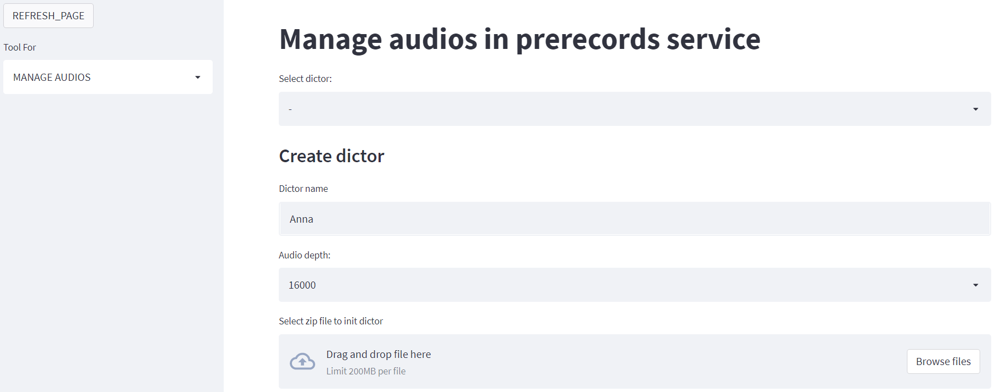 REFRESH_PAGE
Tool For
MANAGE AUDIOS
Manage audios in prerecords service
Select dictor:
-
Create dictor
Dictor name
Anna
Audio depth:
16000
Select zip file to init dictor
Drag and drop file here
Limit 200MB per file
Browse files